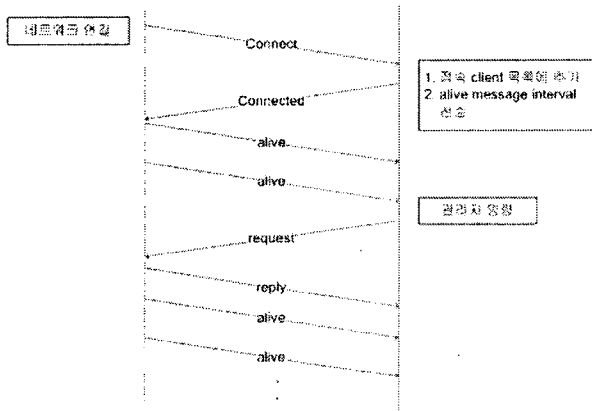 네트워크 연결
Connect
1. 접속 client 목록에 추가
2. alive message interval
전송
Connected
alive
alive
관리자 명령
request
reply
alive
alive